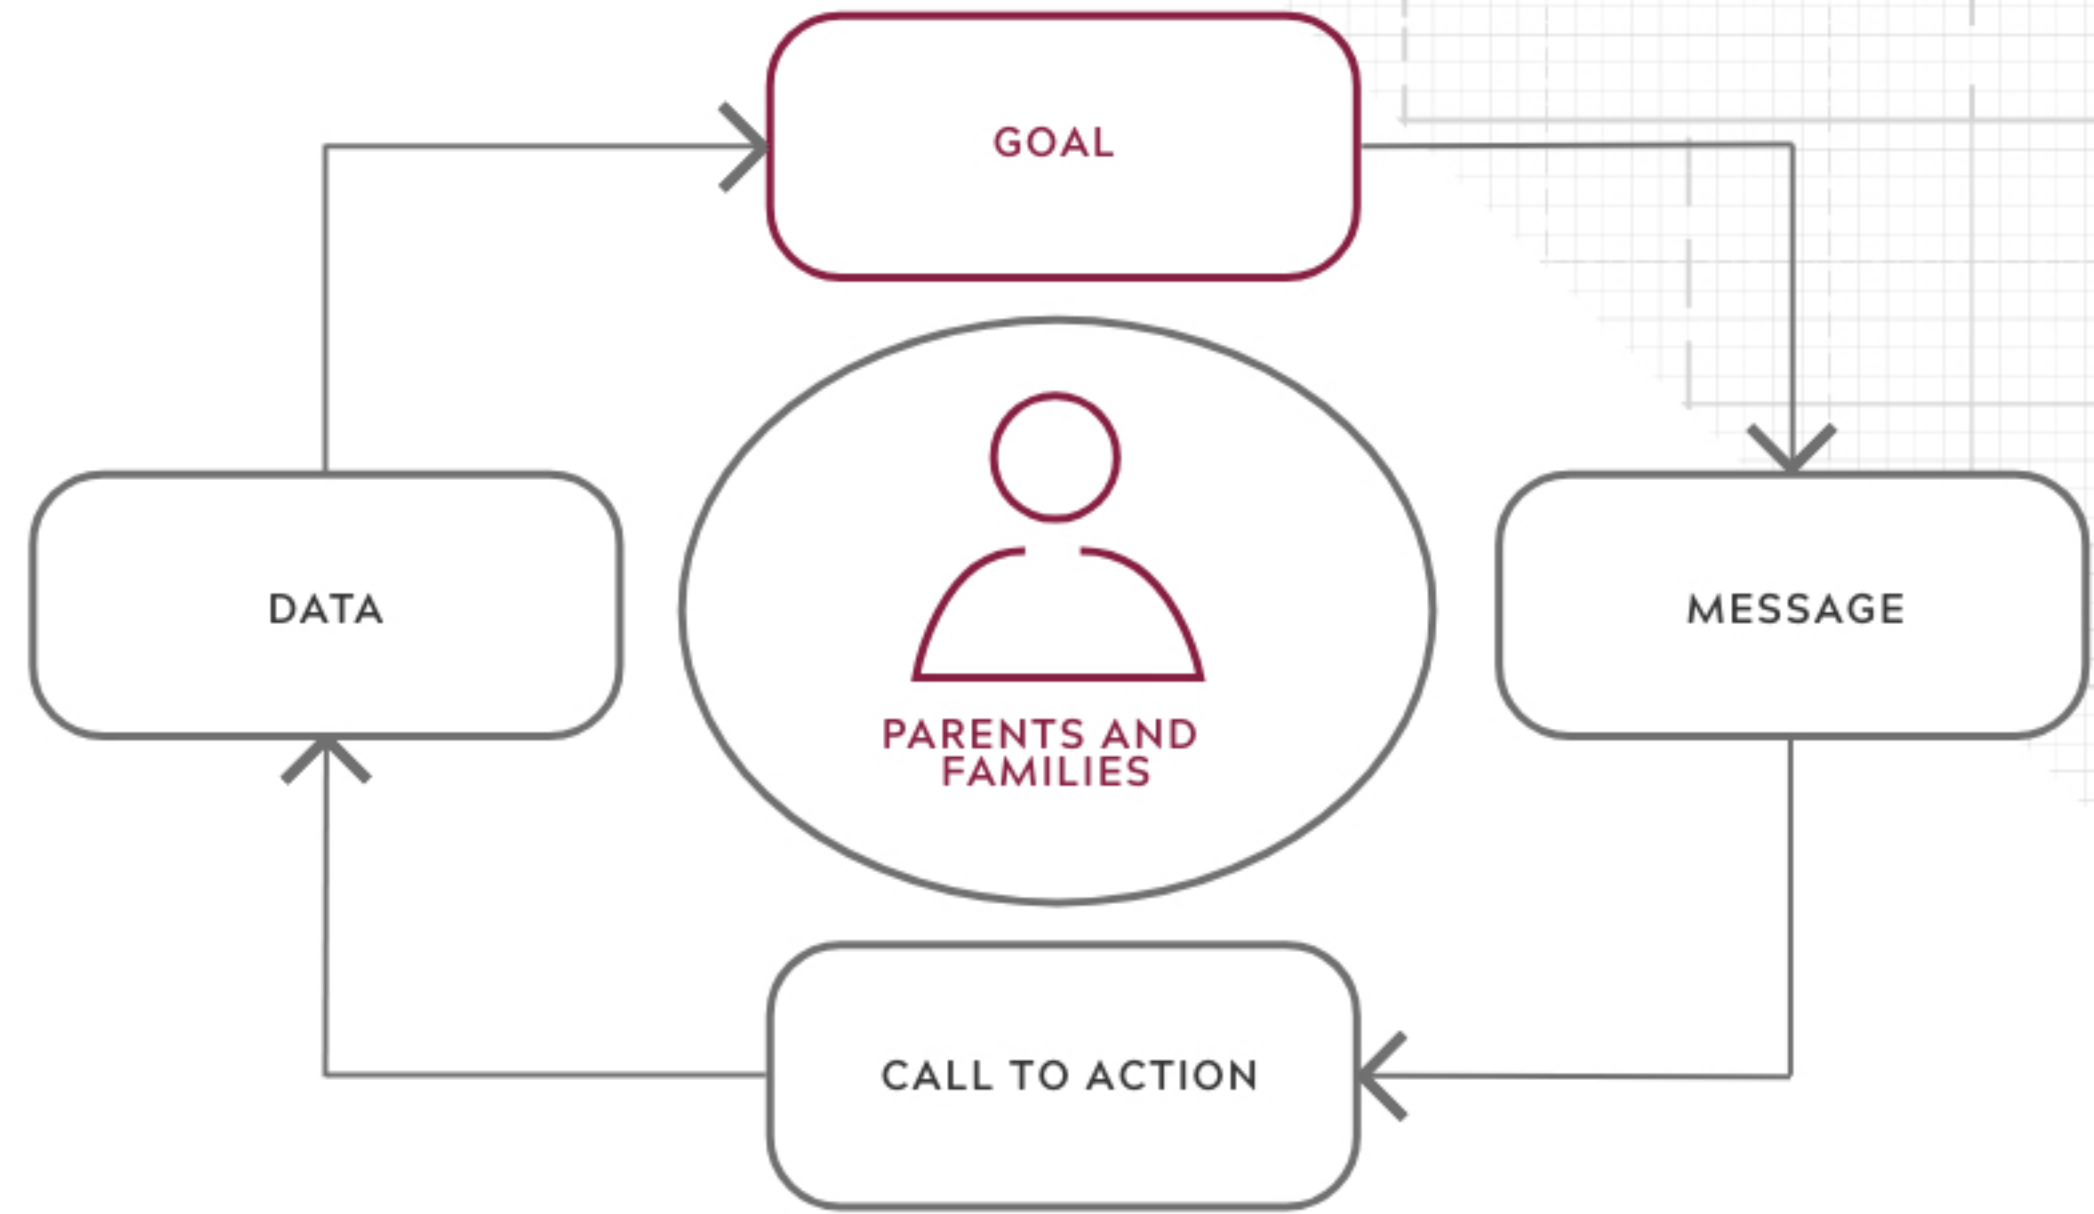 GOAL
DATA
MESSAGE
PARENTS AND
FAMILIES
CALL TO ACTION